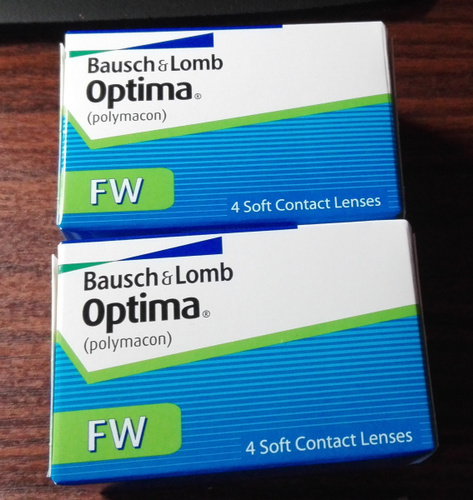 Bausch & Lomb
Optima®
(polymacon)
FW
4 Soft Contact Lenses
Bausch & Lomb
Optima®
(polymacon)
FW
4 Soft Contact Lenses